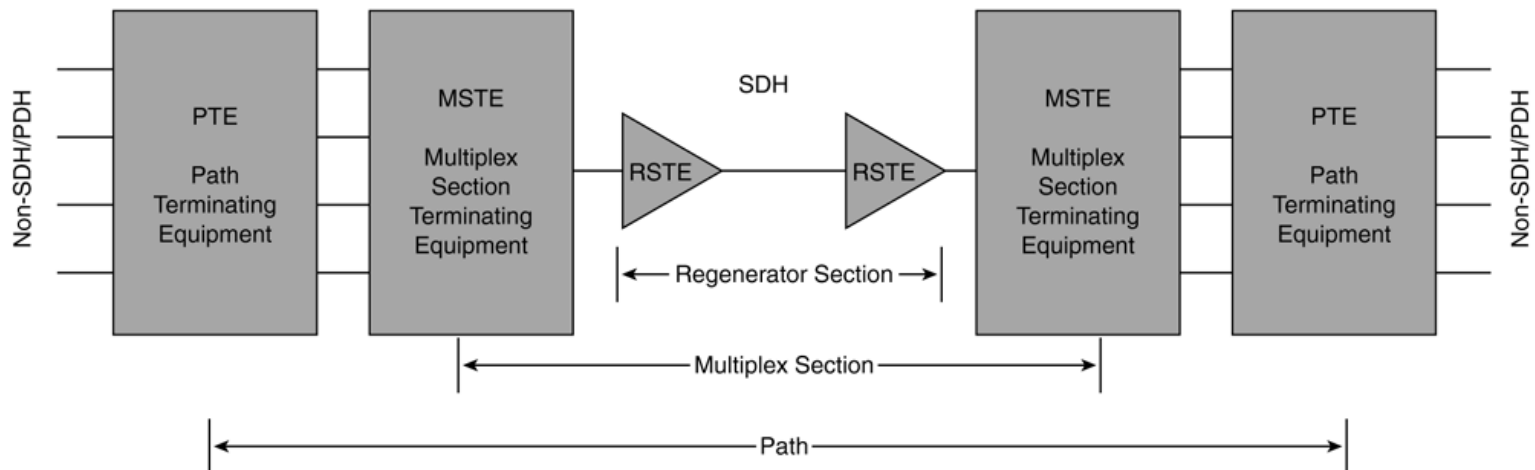 Non-SDH/PDH
PTE
Path
Terminating
Equipment
MSTE
Multiplex
Section
Terminating
Equipment
SDH
RSTE
RSTE
Regenerator Section
MSTE
Multiplex
Section
Terminating
Equipment
PTE
Path
Terminating
Equipment
Non-SDH/PDH
Multiplex Section
Path